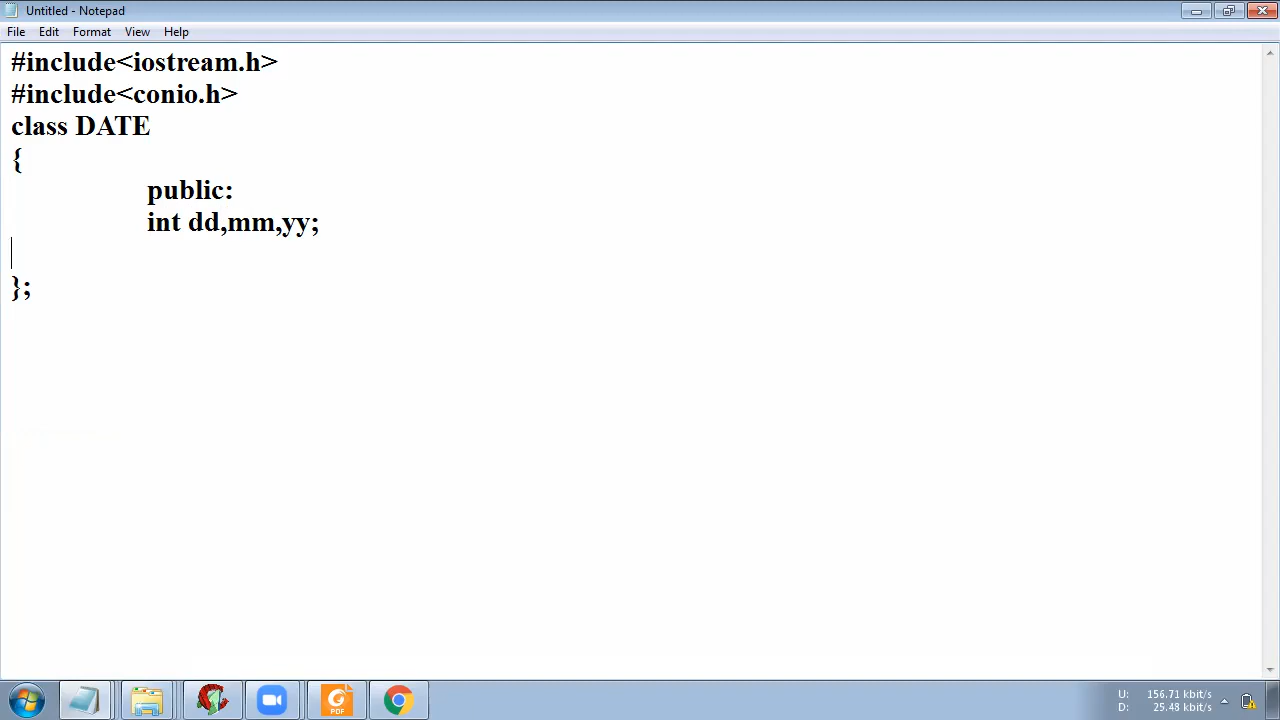 Untitled - Notepad
File Edit Format View Help
#include<iostream.h>
#include<conio.h>
class DATE
{
public:
int dd,mm,yy;
};
PDF
U: 156.71 kbit/s
D: 25.48 kbit/s